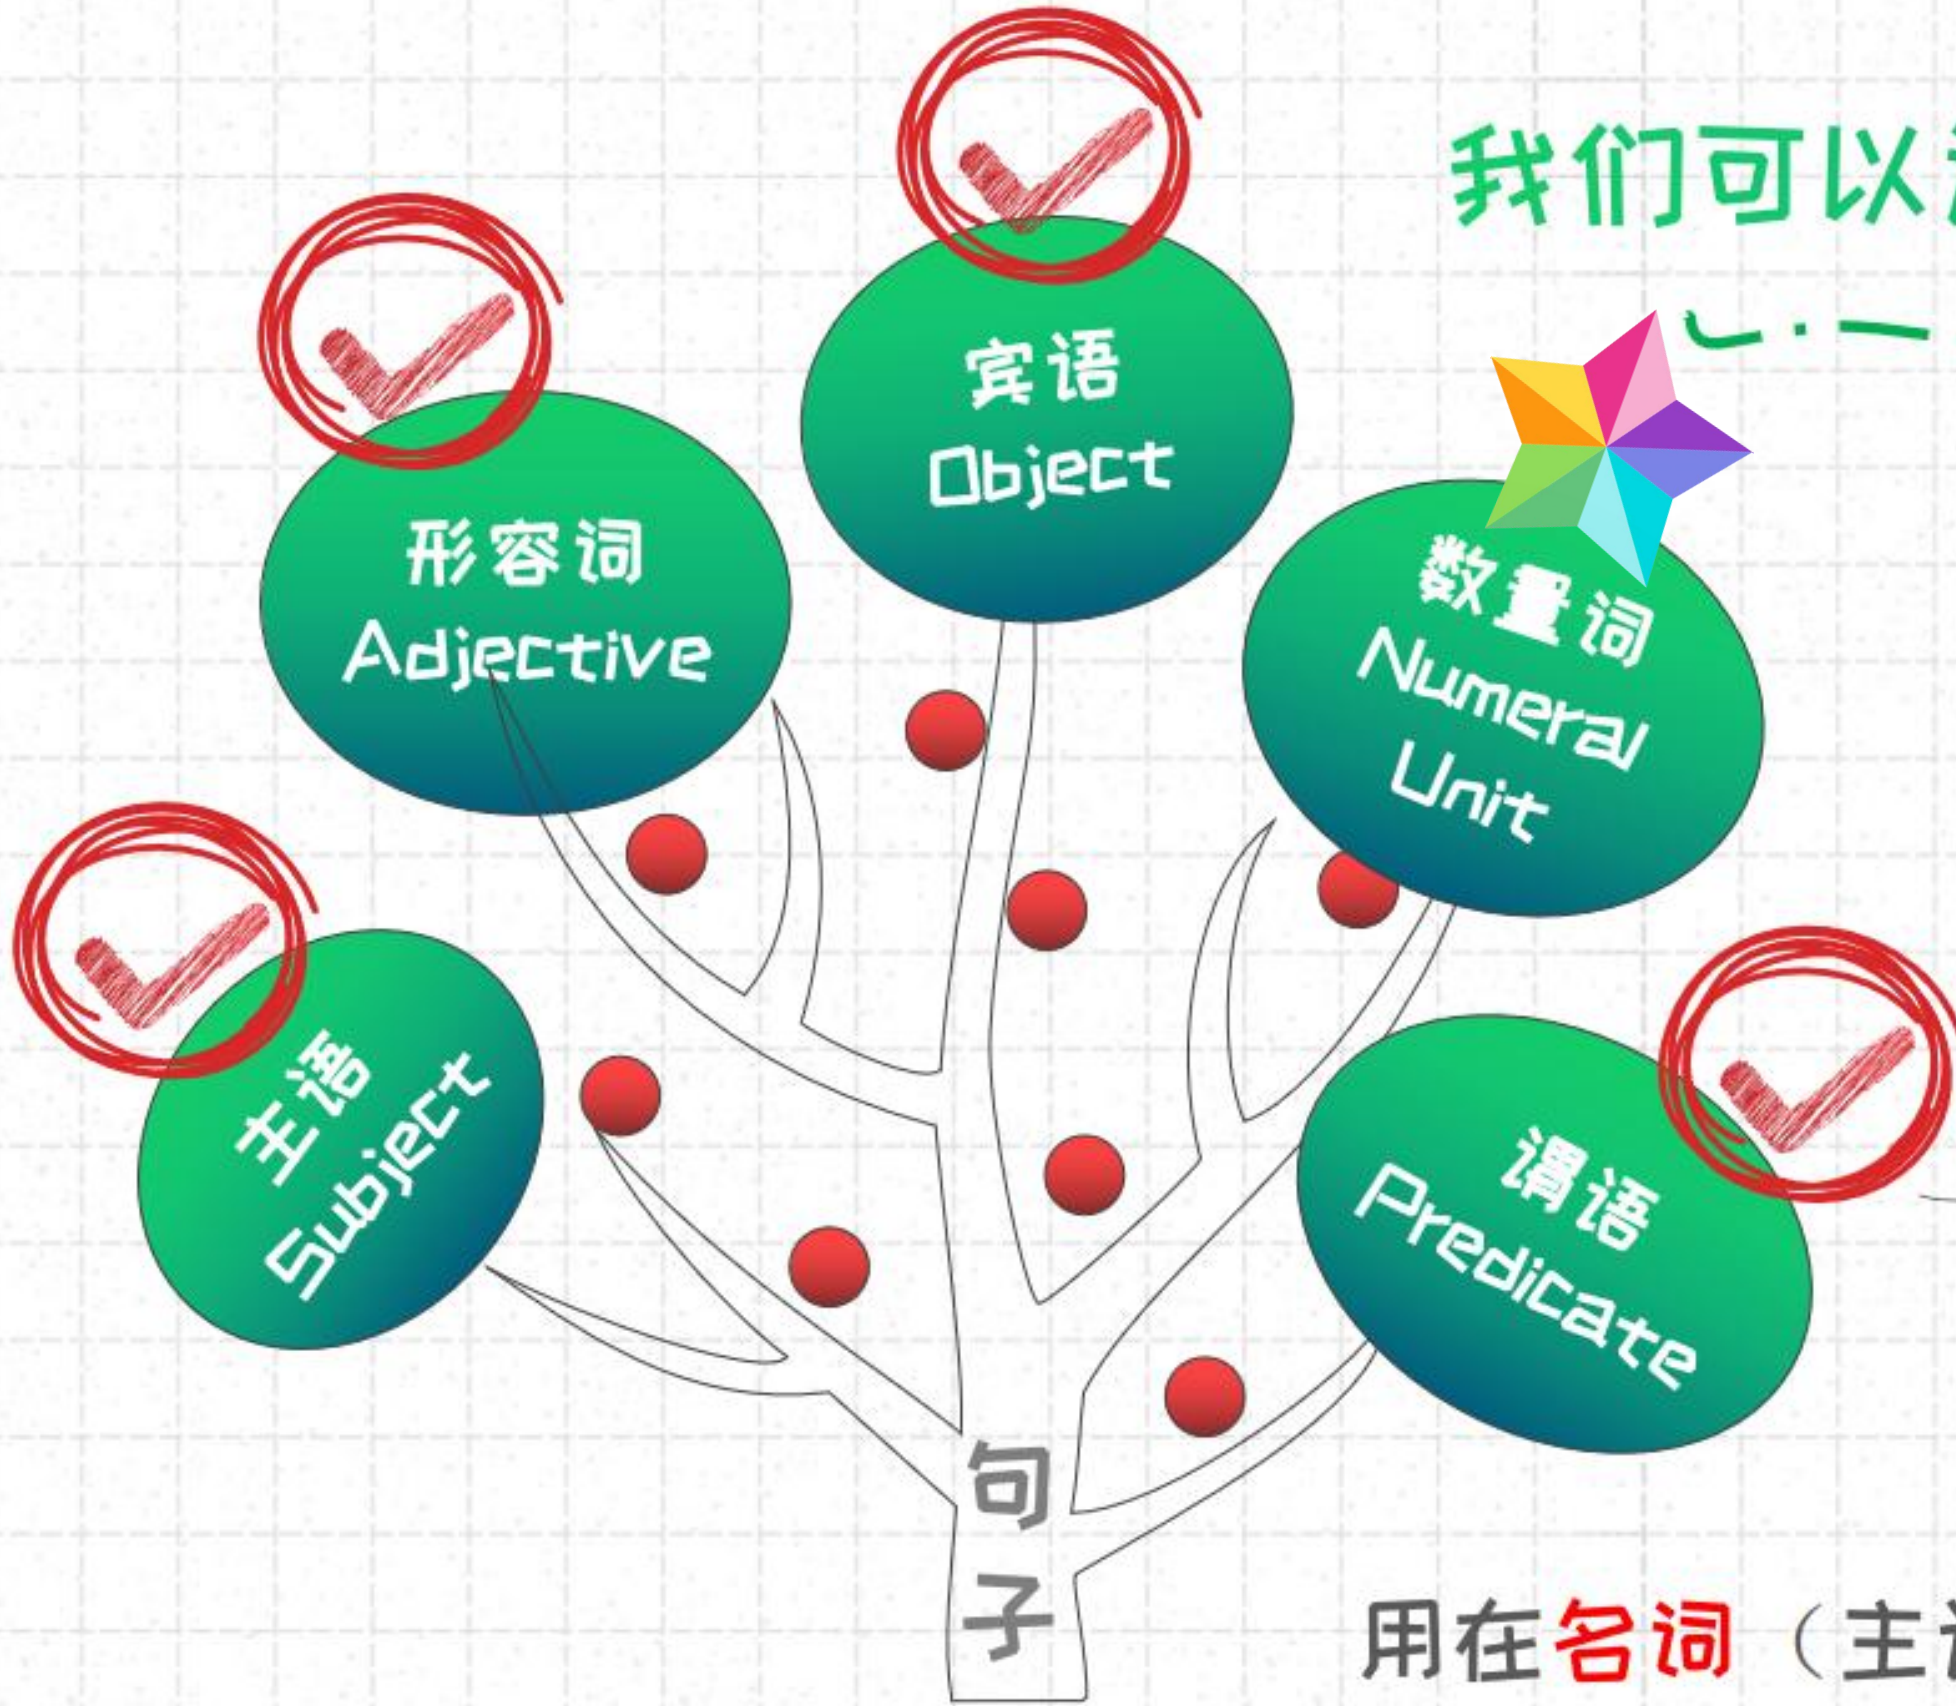 我们可以
宾语
Object
形容词
Adjective
数量词
Numeral
Unit
主语
Subject
谓语
Predicate
句
子
用在名词（主